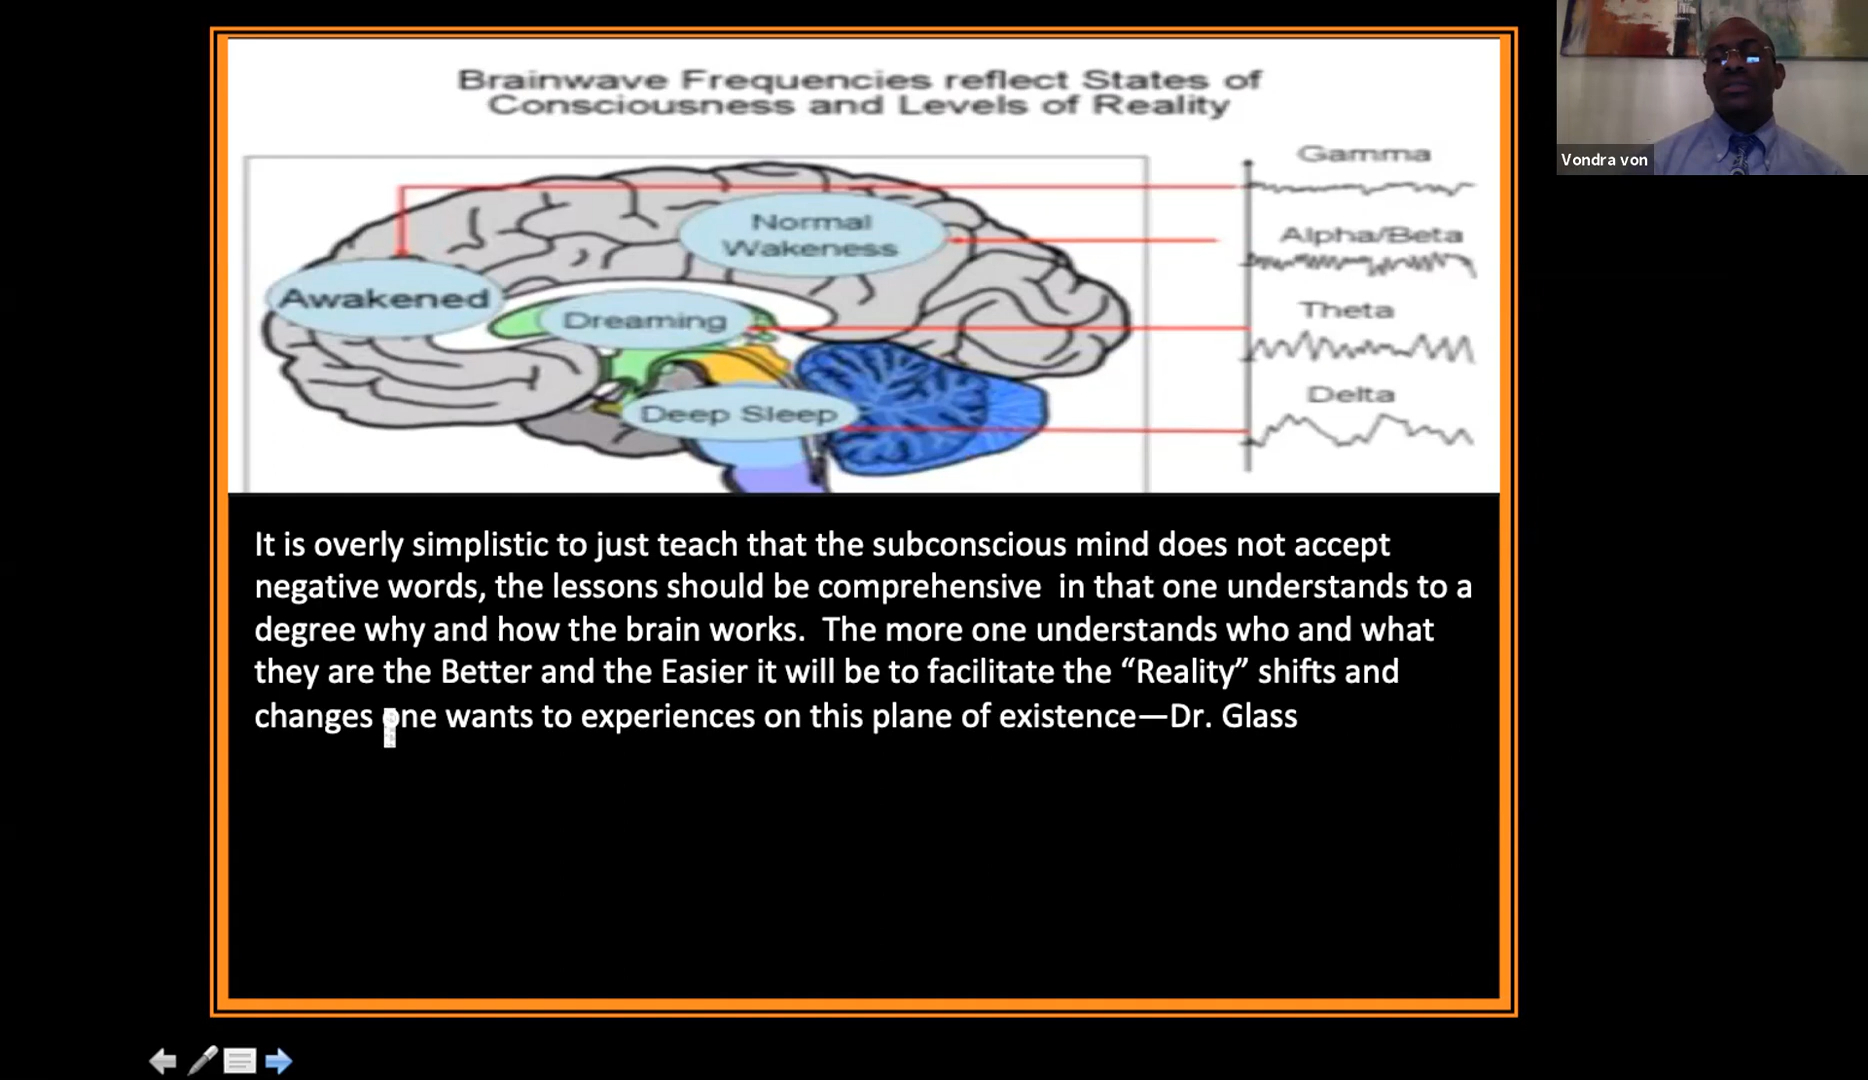 Brainwave Frequencies reflect States of
Consciousness and Levels of Reality
Gamma
Normal
Wakeness
Alpha/Beta
Awakened
Dreaming
Theta
Deep Sleep
Delta
Vondra von
It is overly simplistic to just teach that the subconscious mind does not accept
negative words, the lessons should be comprehensive  in that one understands to a
degree why and how the brain works.  The more one understands who and what
they are the Better and the Easier it will be to facilitate the “Reality” shifts and
changes one wants to experiences on this plane of existence—Dr. Glass